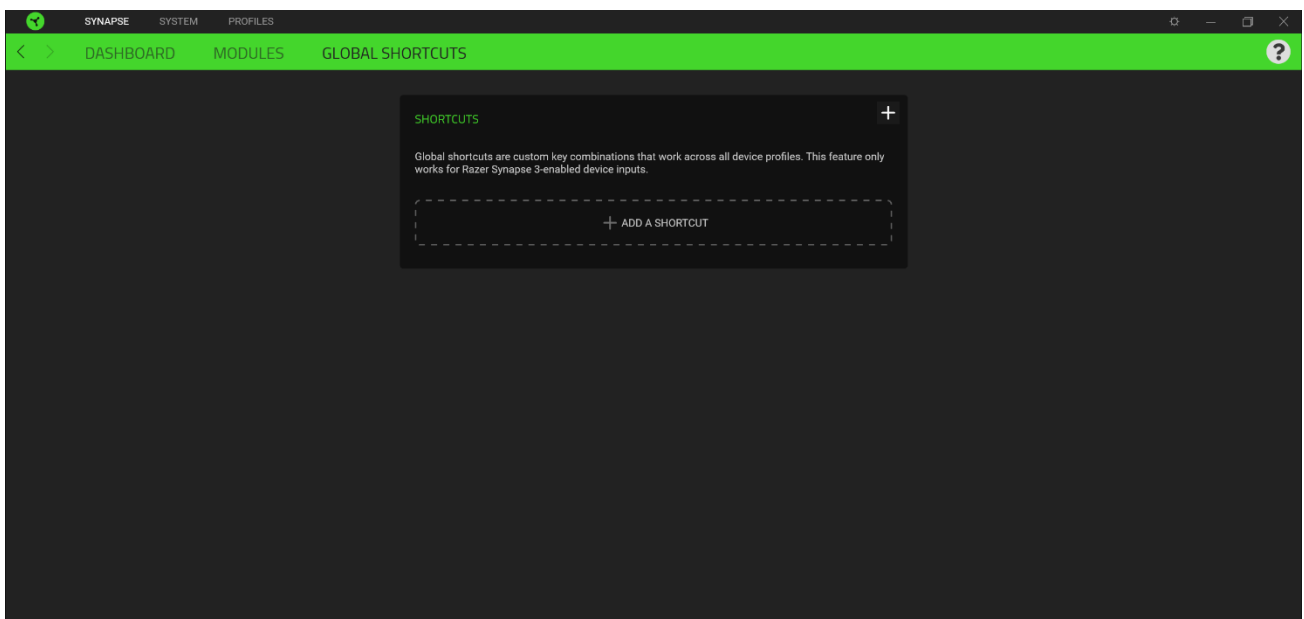 SYNAPSE SYSTEM PROFILES
DASHBOARD MODULES GLOBAL SHORTCUTS ?
SHORTCUTS
Global shortcuts are custom key combinations that work across all device profiles. This feature only
works for Razer Synapse 3-enabled device inputs.
ADD A SHORTCUT